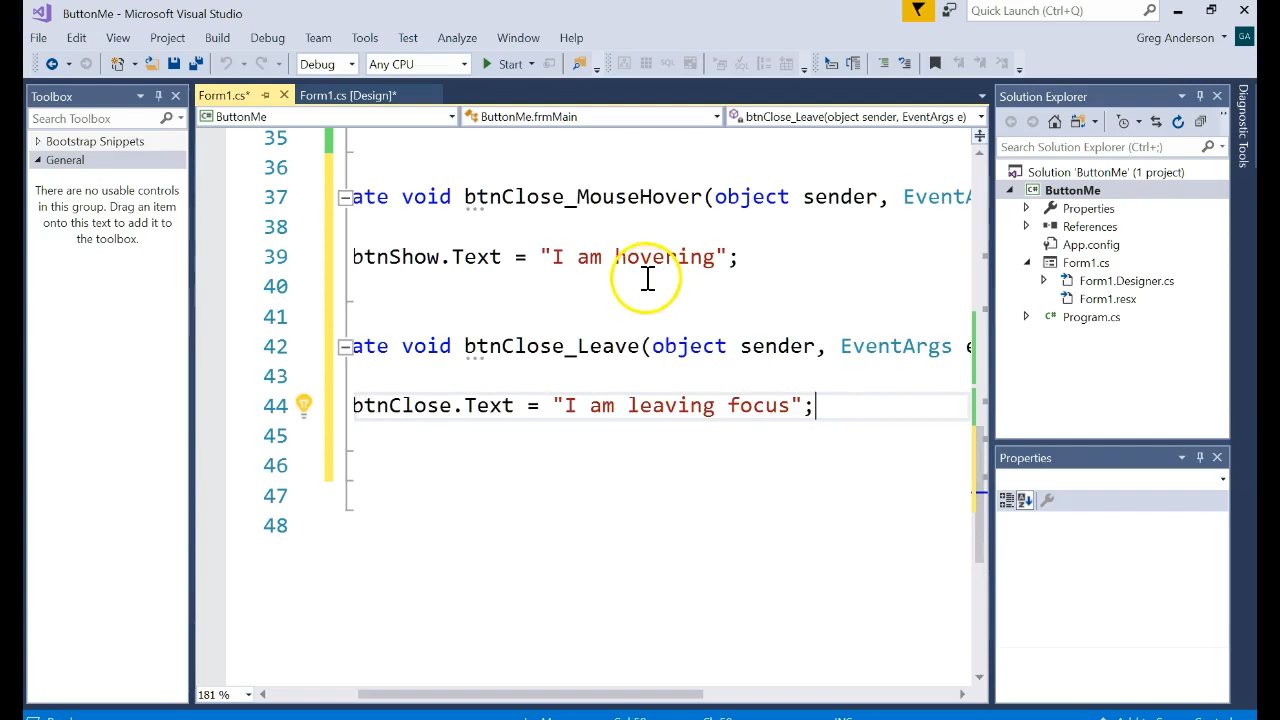 ButtonMe - Microsoft Visual Studio
Quick Launch (Ctrl+Q)
File Edit View Project Build Debug Team Tools Test Analyze Window Help
Greg Anderson GA
Debug Any CPU Start
Toolbox
Search Toolbox
Bootstrap Snippets
General
There are no usable controls
in this group. Drag an item
onto this text to add it to
the toolbox.
Form1.cs* Form1.cs [Design]*
ButtonMe ButtonMe.frmMain btnClose_Leave(object sender, EventArgs e)
35
36
37 ate void btnClose_MouseHover(object sender, EventA
38
39 btnShow.Text = "I am hovering";
40
41
42 ate void btnClose_Leave(object sender, EventArgs e
43
44 btnClose.Text = "I am leaving focus";
45
46
47
48
181 %
Solution Explorer
Search Solution Explorer (Ctrl+;)
Solution 'ButtonMe' (1 project)
ButtonMe
Properties
References
App.config
Form1.cs
Form1.Designer.cs
Form1.resx
Program.cs
Properties
Diagnostic Tools